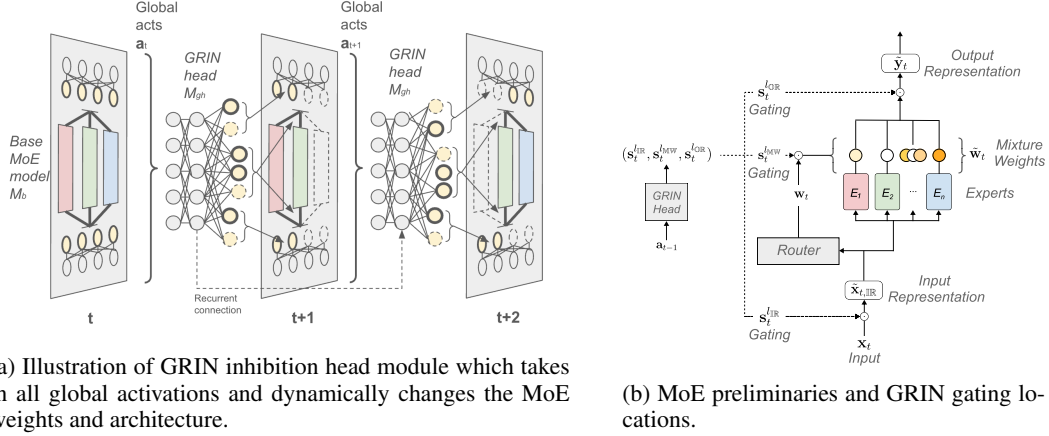 Global
acts
a_t
GRIN
head
M_gh
Global
acts
a_t+1
GRIN
head
M_gh
Base
MoE
model
M_b
Recurrent
connection
t
t+1
t+2
a) Illustration of GRIN inhibition head module which takes
n all global activations and dynamically changes the MoE
weights and architecture.
ỹ_t
Output
Representation
s_t^{l_OR}
Gating
(s_t^{l_IR}, s_t^{l_MW}, s_t^{l_OR})
s_t^{l_MW}
Gating
w̃_t
Mixture
Weights
GRIN
Head
a_{t−1}
w_t
E_1
E_2
...
E_n
Experts
Router
x̃_{t,IR}
Input
Representation
s_t^{l_IR}
Gating
x_t
Input
(b) MoE preliminaries and GRIN gating lo-
cations.